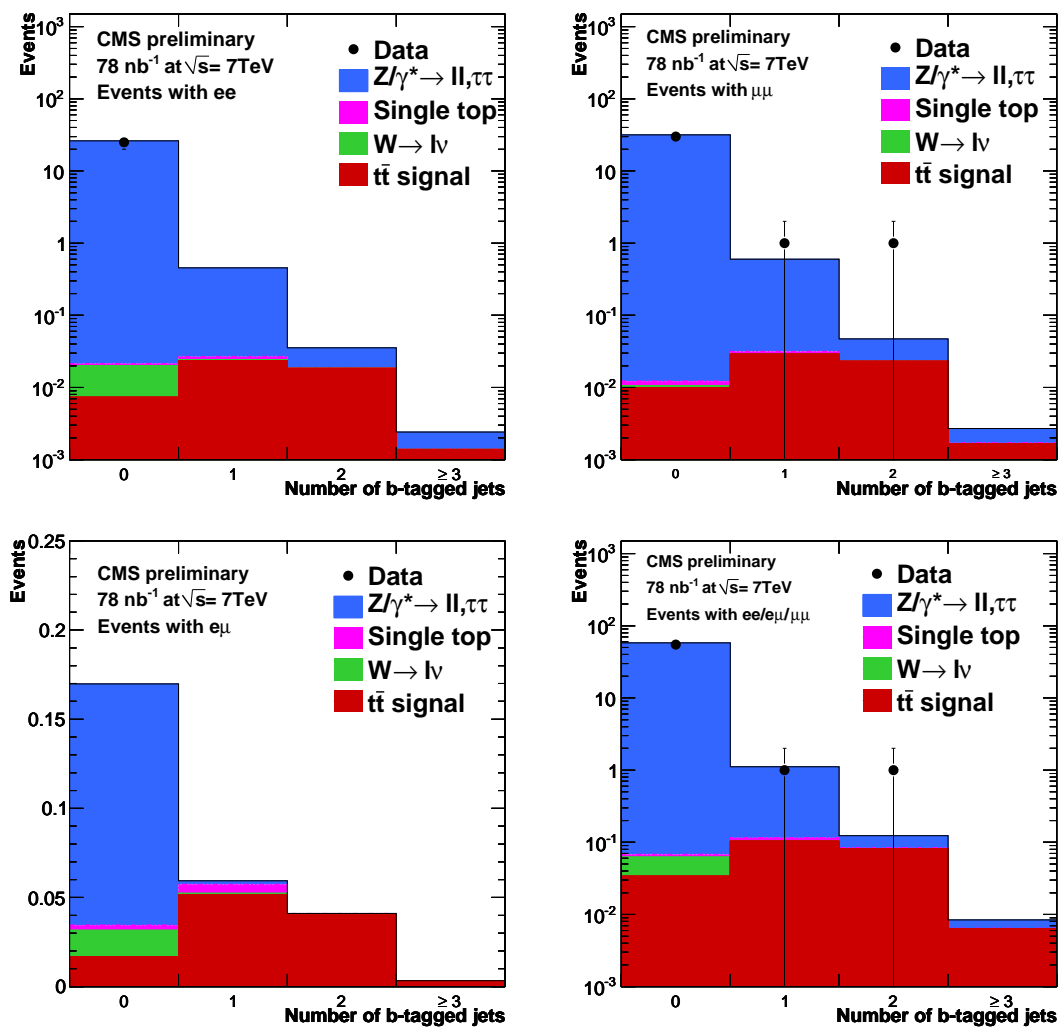 Events
10³
10²
10
1
10⁻¹
10⁻²
10⁻³
CMS preliminary
78 nb⁻¹ at √s= 7TeV
Events with ee
Data
Z/γ*→ ll,ττ
Single top
W→ lν
tt̄ signal
0 1 2 ≥ 3
Number of b-tagged jets
Events
10³
10²
10
1
10⁻¹
10⁻²
10⁻³
CMS preliminary
78 nb⁻¹ at √s= 7TeV
Events with μμ
Data
Z/γ*→ ll,ττ
Single top
W→ lν
tt̄ signal
0 1 2 ≥ 3
Number of b-tagged jets
Events
0.25
0.2
0.15
0.1
0.05
0
CMS preliminary
78 nb⁻¹ at √s= 7TeV
Events with eμ
Data
Z/γ*→ ll,ττ
Single top
W→ lν
tt̄ signal
0 1 2 ≥ 3
Number of b-tagged jets
Events
10³
10²
10
1
10⁻¹
10⁻²
10⁻³
CMS preliminary
78 nb⁻¹ at √s= 7TeV
Events with ee/eμ/μμ
Data
Z/γ*→ ll,ττ
Single top
W→ lν
tt̄ signal
0 1 2 ≥ 3
Number of b-tagged jets